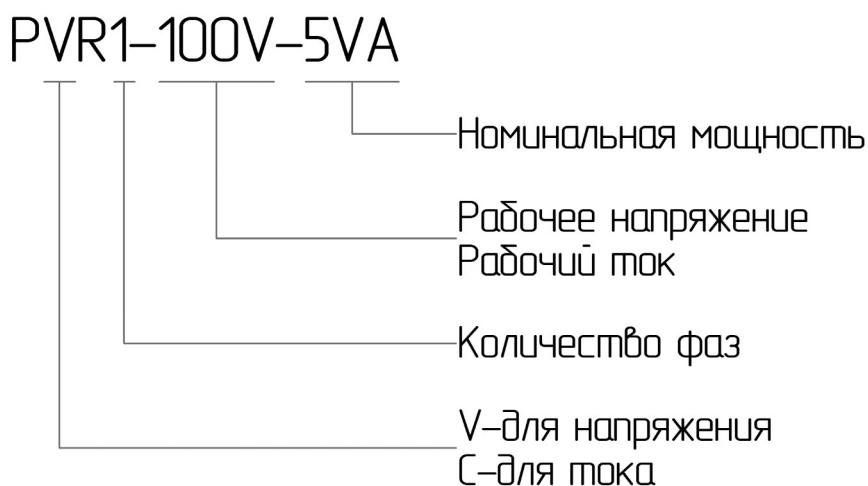 PVR1-100V-5VA
Номинальная мощность
Рабочее напряжение
Рабочий ток
Количество фаз
V-для напряжения
С-для тока